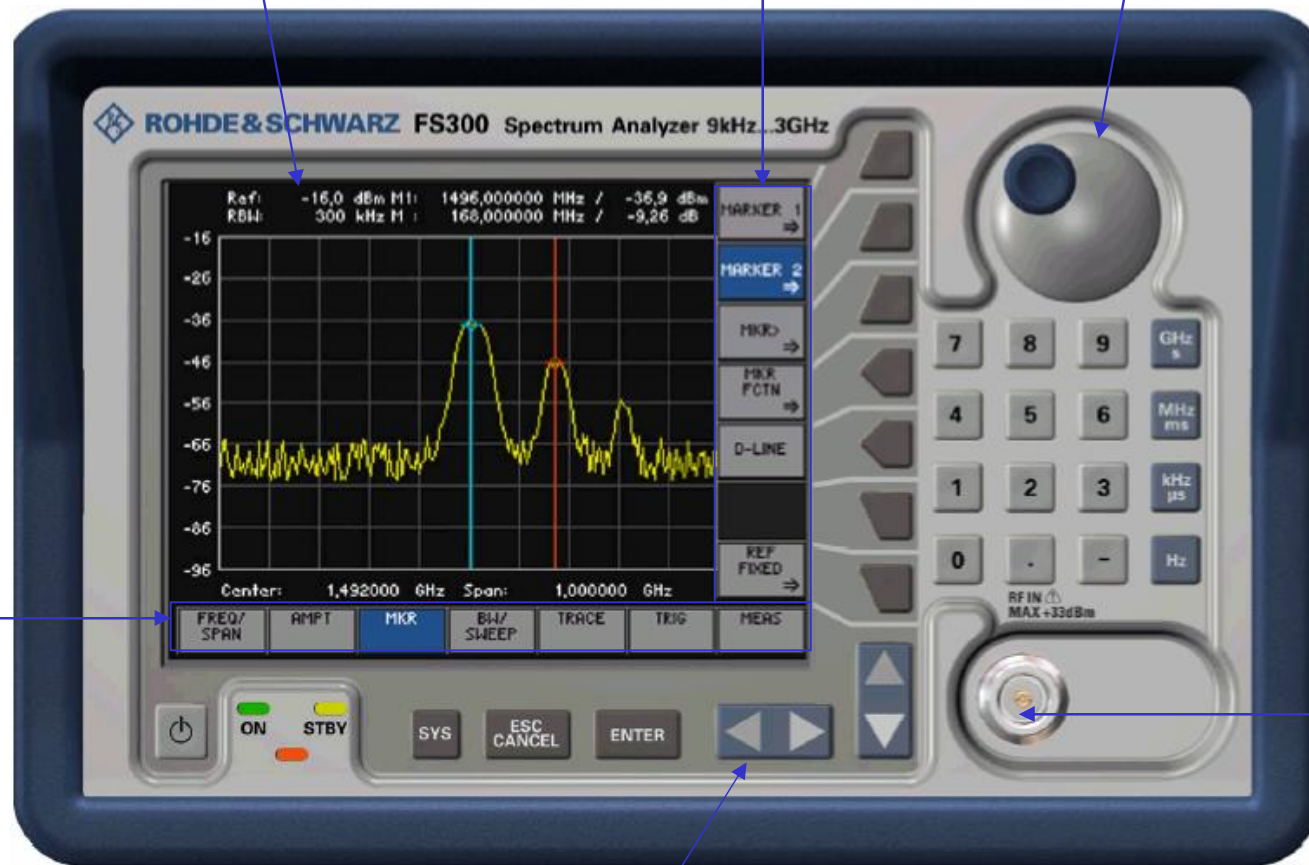 ROHDE&SCHWARZ FS300 Spectrum Analyzer 9kHz...3GHz
Ref: -16,0 dBm M1: 1496,000000 MHz / -36,9 dBm
RBW: 300 kHz M : 168,000000 MHz / -9,26 dB
-16
-26
-36
-46
-56
-66
-76
-86
-96
Center: 1,492000 GHz Span: 1,000000 GHz
MARKER 1
⇒
MARKER 2
⇒
MKR>
⇒
MKR
FCTN
⇒
D-LINE
REF
FIXED
⇒
FREQ/
SPAN
AMPT
MKR
BW/
SWEEP
TRACE
TRIG
MEAS
7 8 9 GHz
s
4 5 6 MHz
ms
1 2 3 kHz
µs
0 . - Hz
RF IN ⚠
MAX +33dBm
ON STBY
SYS
ESC
CANCEL
ENTER